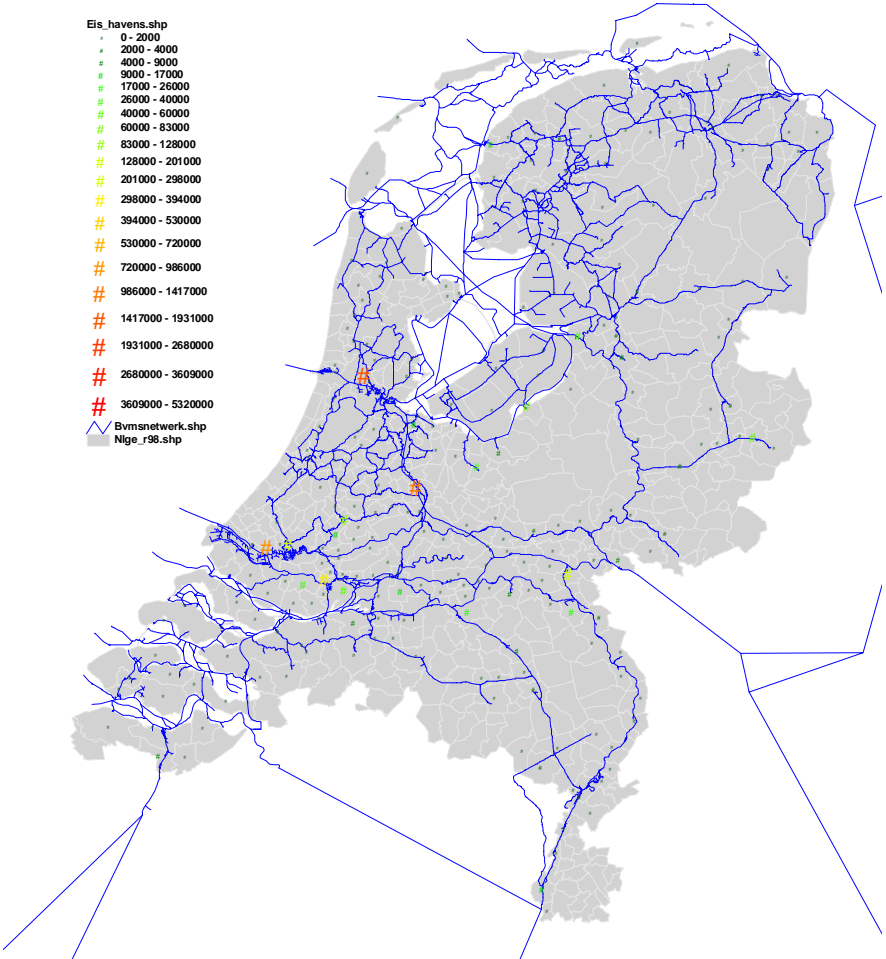 Eis_havens.shp
# 0 - 2000
# 2000 - 4000
# 4000 - 9000
# 9000 - 17000
# 17000 - 26000
# 26000 - 40000
# 40000 - 60000
# 60000 - 83000
# 83000 - 128000
# 128000 - 201000
# 201000 - 298000
# 298000 - 394000
# 394000 - 530000
# 530000 - 720000
# 720000 - 986000
# 986000 - 1417000
# 1417000 - 1931000
# 1931000 - 2680000
# 2680000 - 3609000
# 3609000 - 5320000
Bvmsnetwerk.shp
Nlge_r98.shp